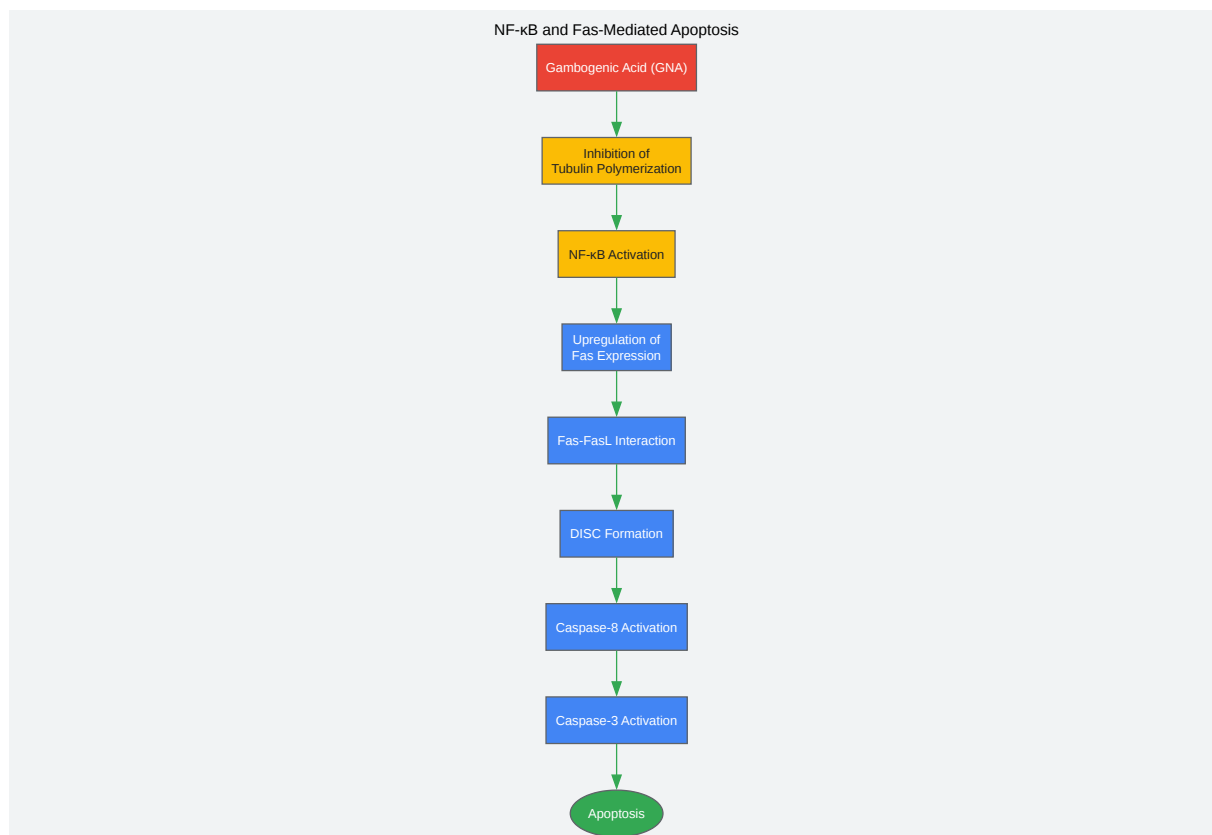 NF-κB and Fas-Mediated Apoptosis
Gambogenic Acid (GNA)
Inhibition of
Tubulin Polymerization
NF-κB Activation
Upregulation of
Fas Expression
Fas-FasL Interaction
DISC Formation
Caspase-8 Activation
Caspase-3 Activation
Apoptosis